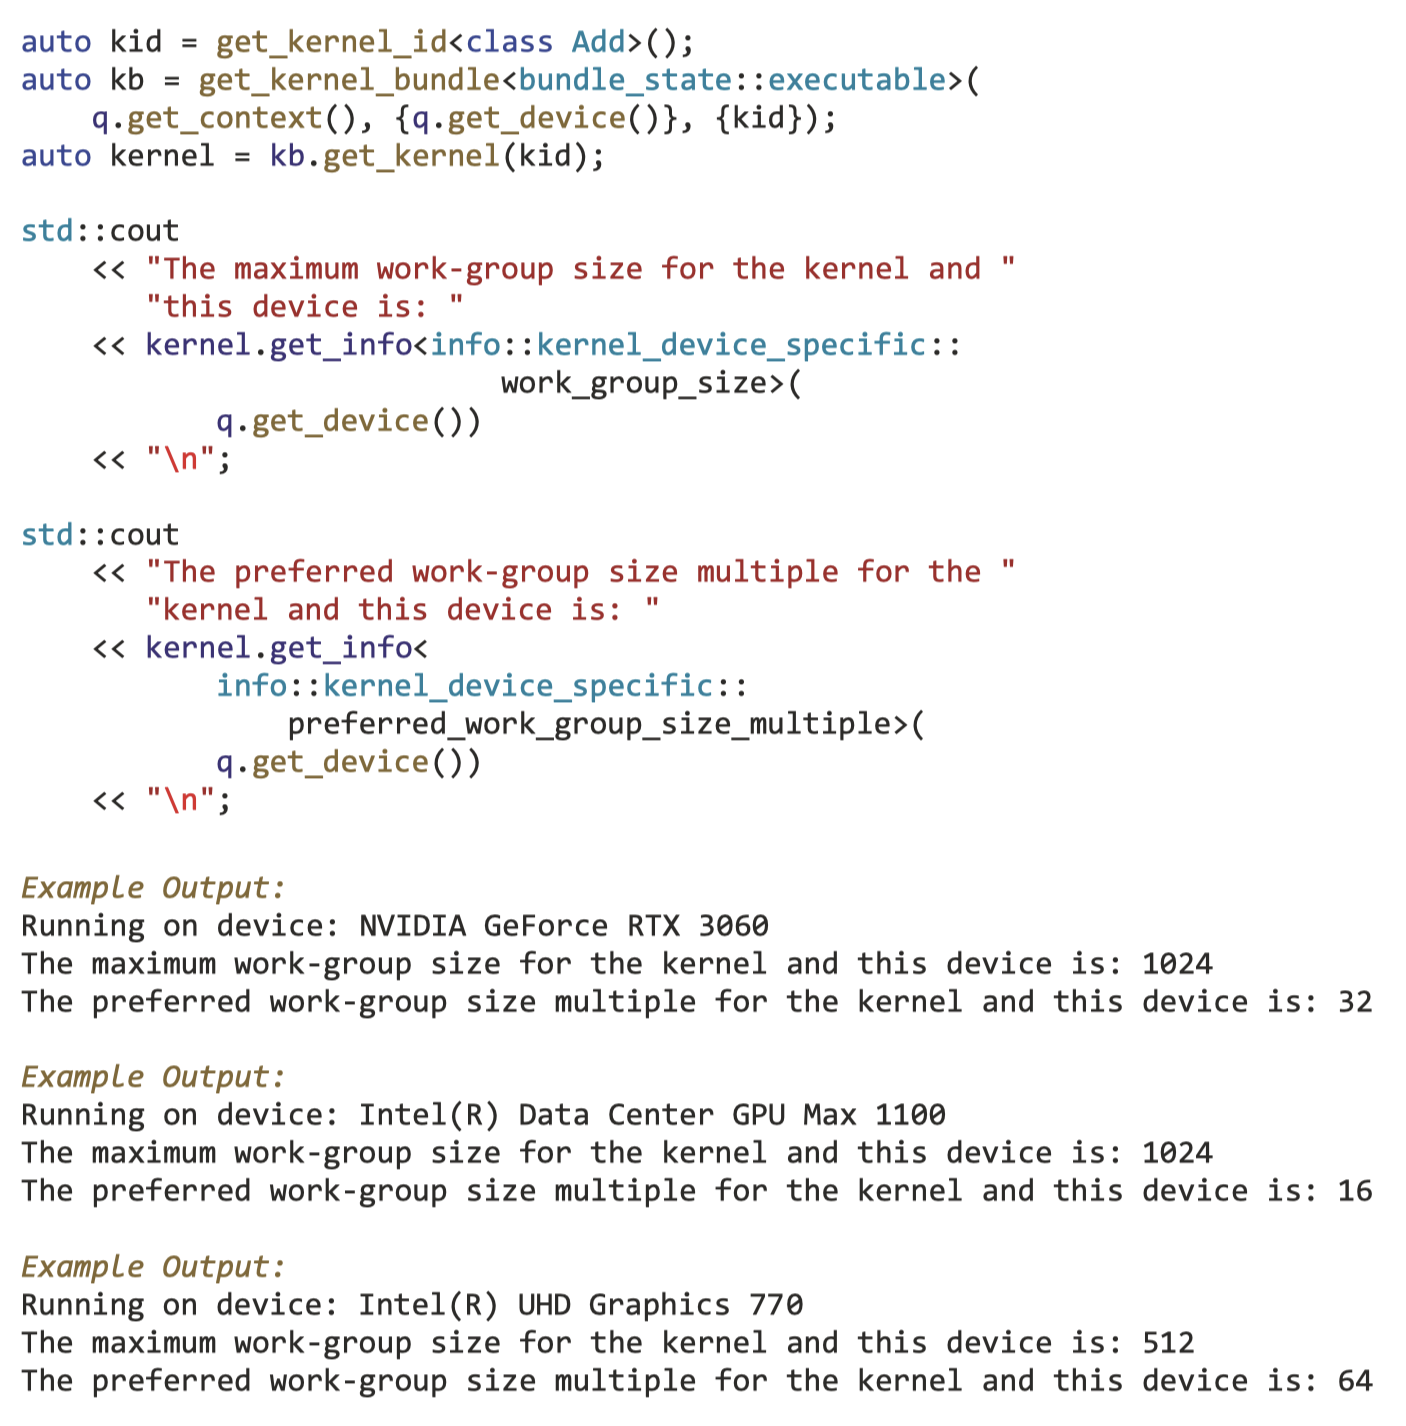 auto kid = get_kernel_id<class Add>();
auto kb = get_kernel_bundle<bundle_state::executable>(
    q.get_context(), {q.get_device()}, {kid});
auto kernel = kb.get_kernel(kid);

std::cout
    << "The maximum work-group size for the kernel and "
       "this device is: "
    << kernel.get_info<info::kernel_device_specific::
                           work_group_size>(
           q.get_device())
    << "\n";

std::cout
    << "The preferred work-group size multiple for the "
       "kernel and this device is: "
    << kernel.get_info<
           info::kernel_device_specific::
               preferred_work_group_size_multiple>(
           q.get_device())
    << "\n";

Example Output:
Running on device: NVIDIA GeForce RTX 3060
The maximum work-group size for the kernel and this device is: 1024
The preferred work-group size multiple for the kernel and this device is: 32

Example Output:
Running on device: Intel(R) Data Center GPU Max 1100
The maximum work-group size for the kernel and this device is: 1024
The preferred work-group size multiple for the kernel and this device is: 16

Example Output:
Running on device: Intel(R) UHD Graphics 770
The maximum work-group size for the kernel and this device is: 512
The preferred work-group size multiple for the kernel and this device is: 64